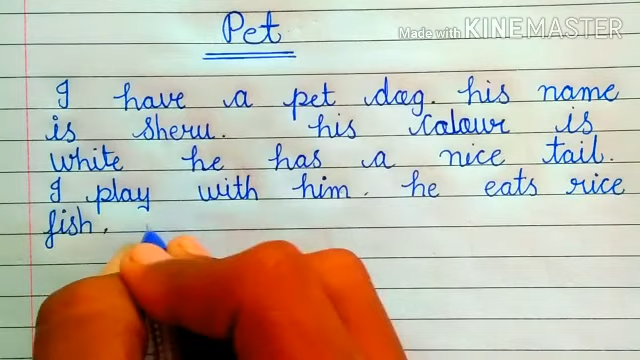 Pet
Made with KINEMASTER
I have a pet dog. his name
is sheru. his colour is
white he has a nice tail.
I play with him. he eats rice
fish.